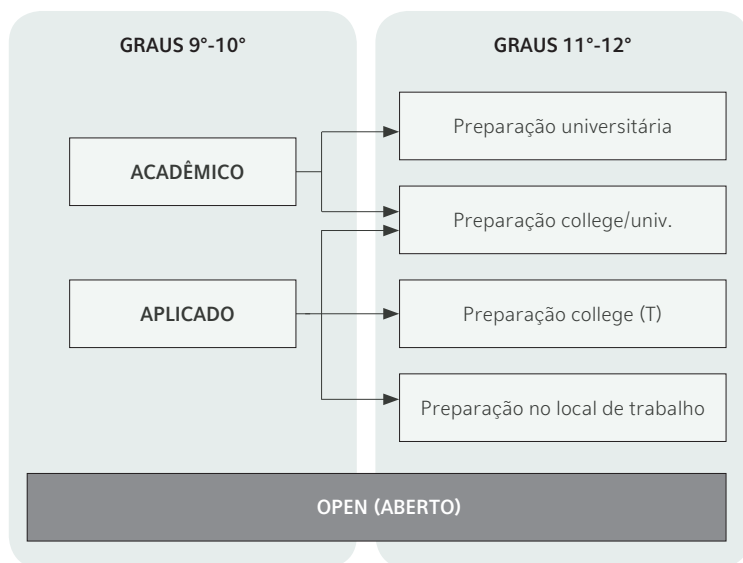 GRAUS 9°-10°
GRAUS 11°-12°
Preparação universitária
ACADÊMICO
Preparação college/univ.
APLICADO
Preparação college (T)
Preparação no local de trabalho
OPEN (ABERTO)